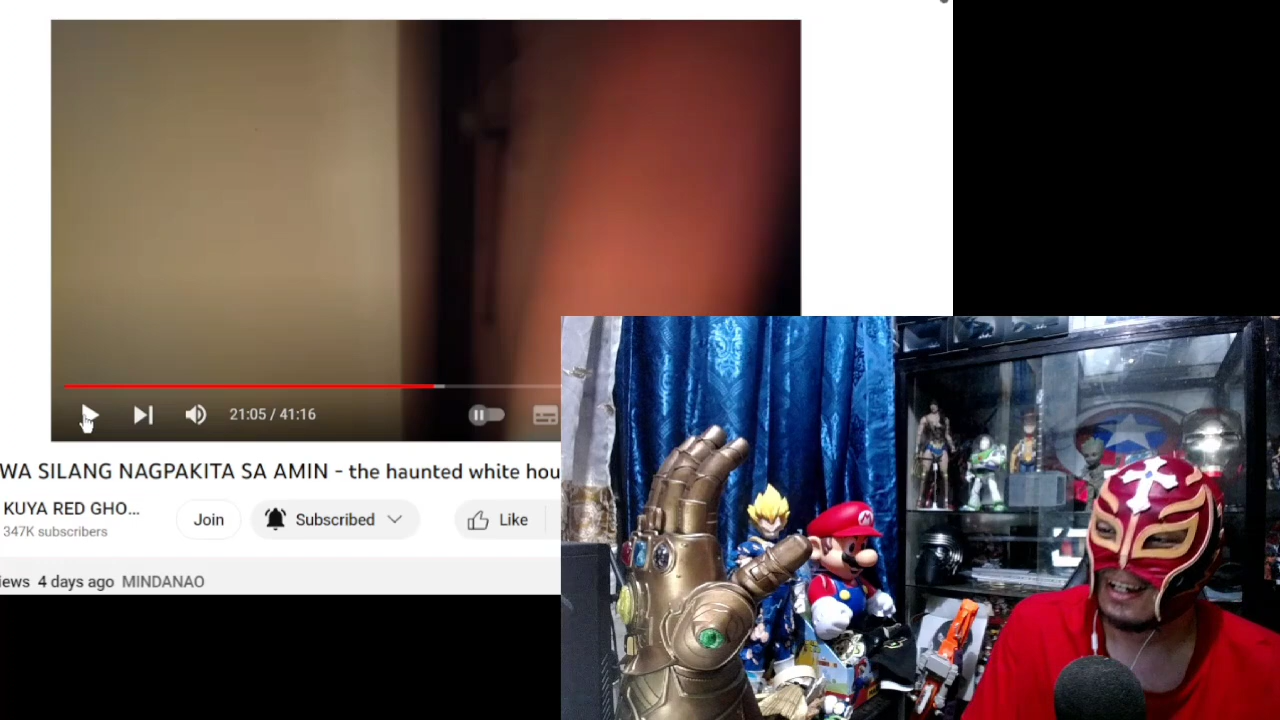 21:05 / 41:16
WA SILANG NAGPAKITA SA AMIN - the haunted white hou
KUYA RED GHO...
347K subscribers
Join
Subscribed
Like
iews 4 days ago MINDANAO
M